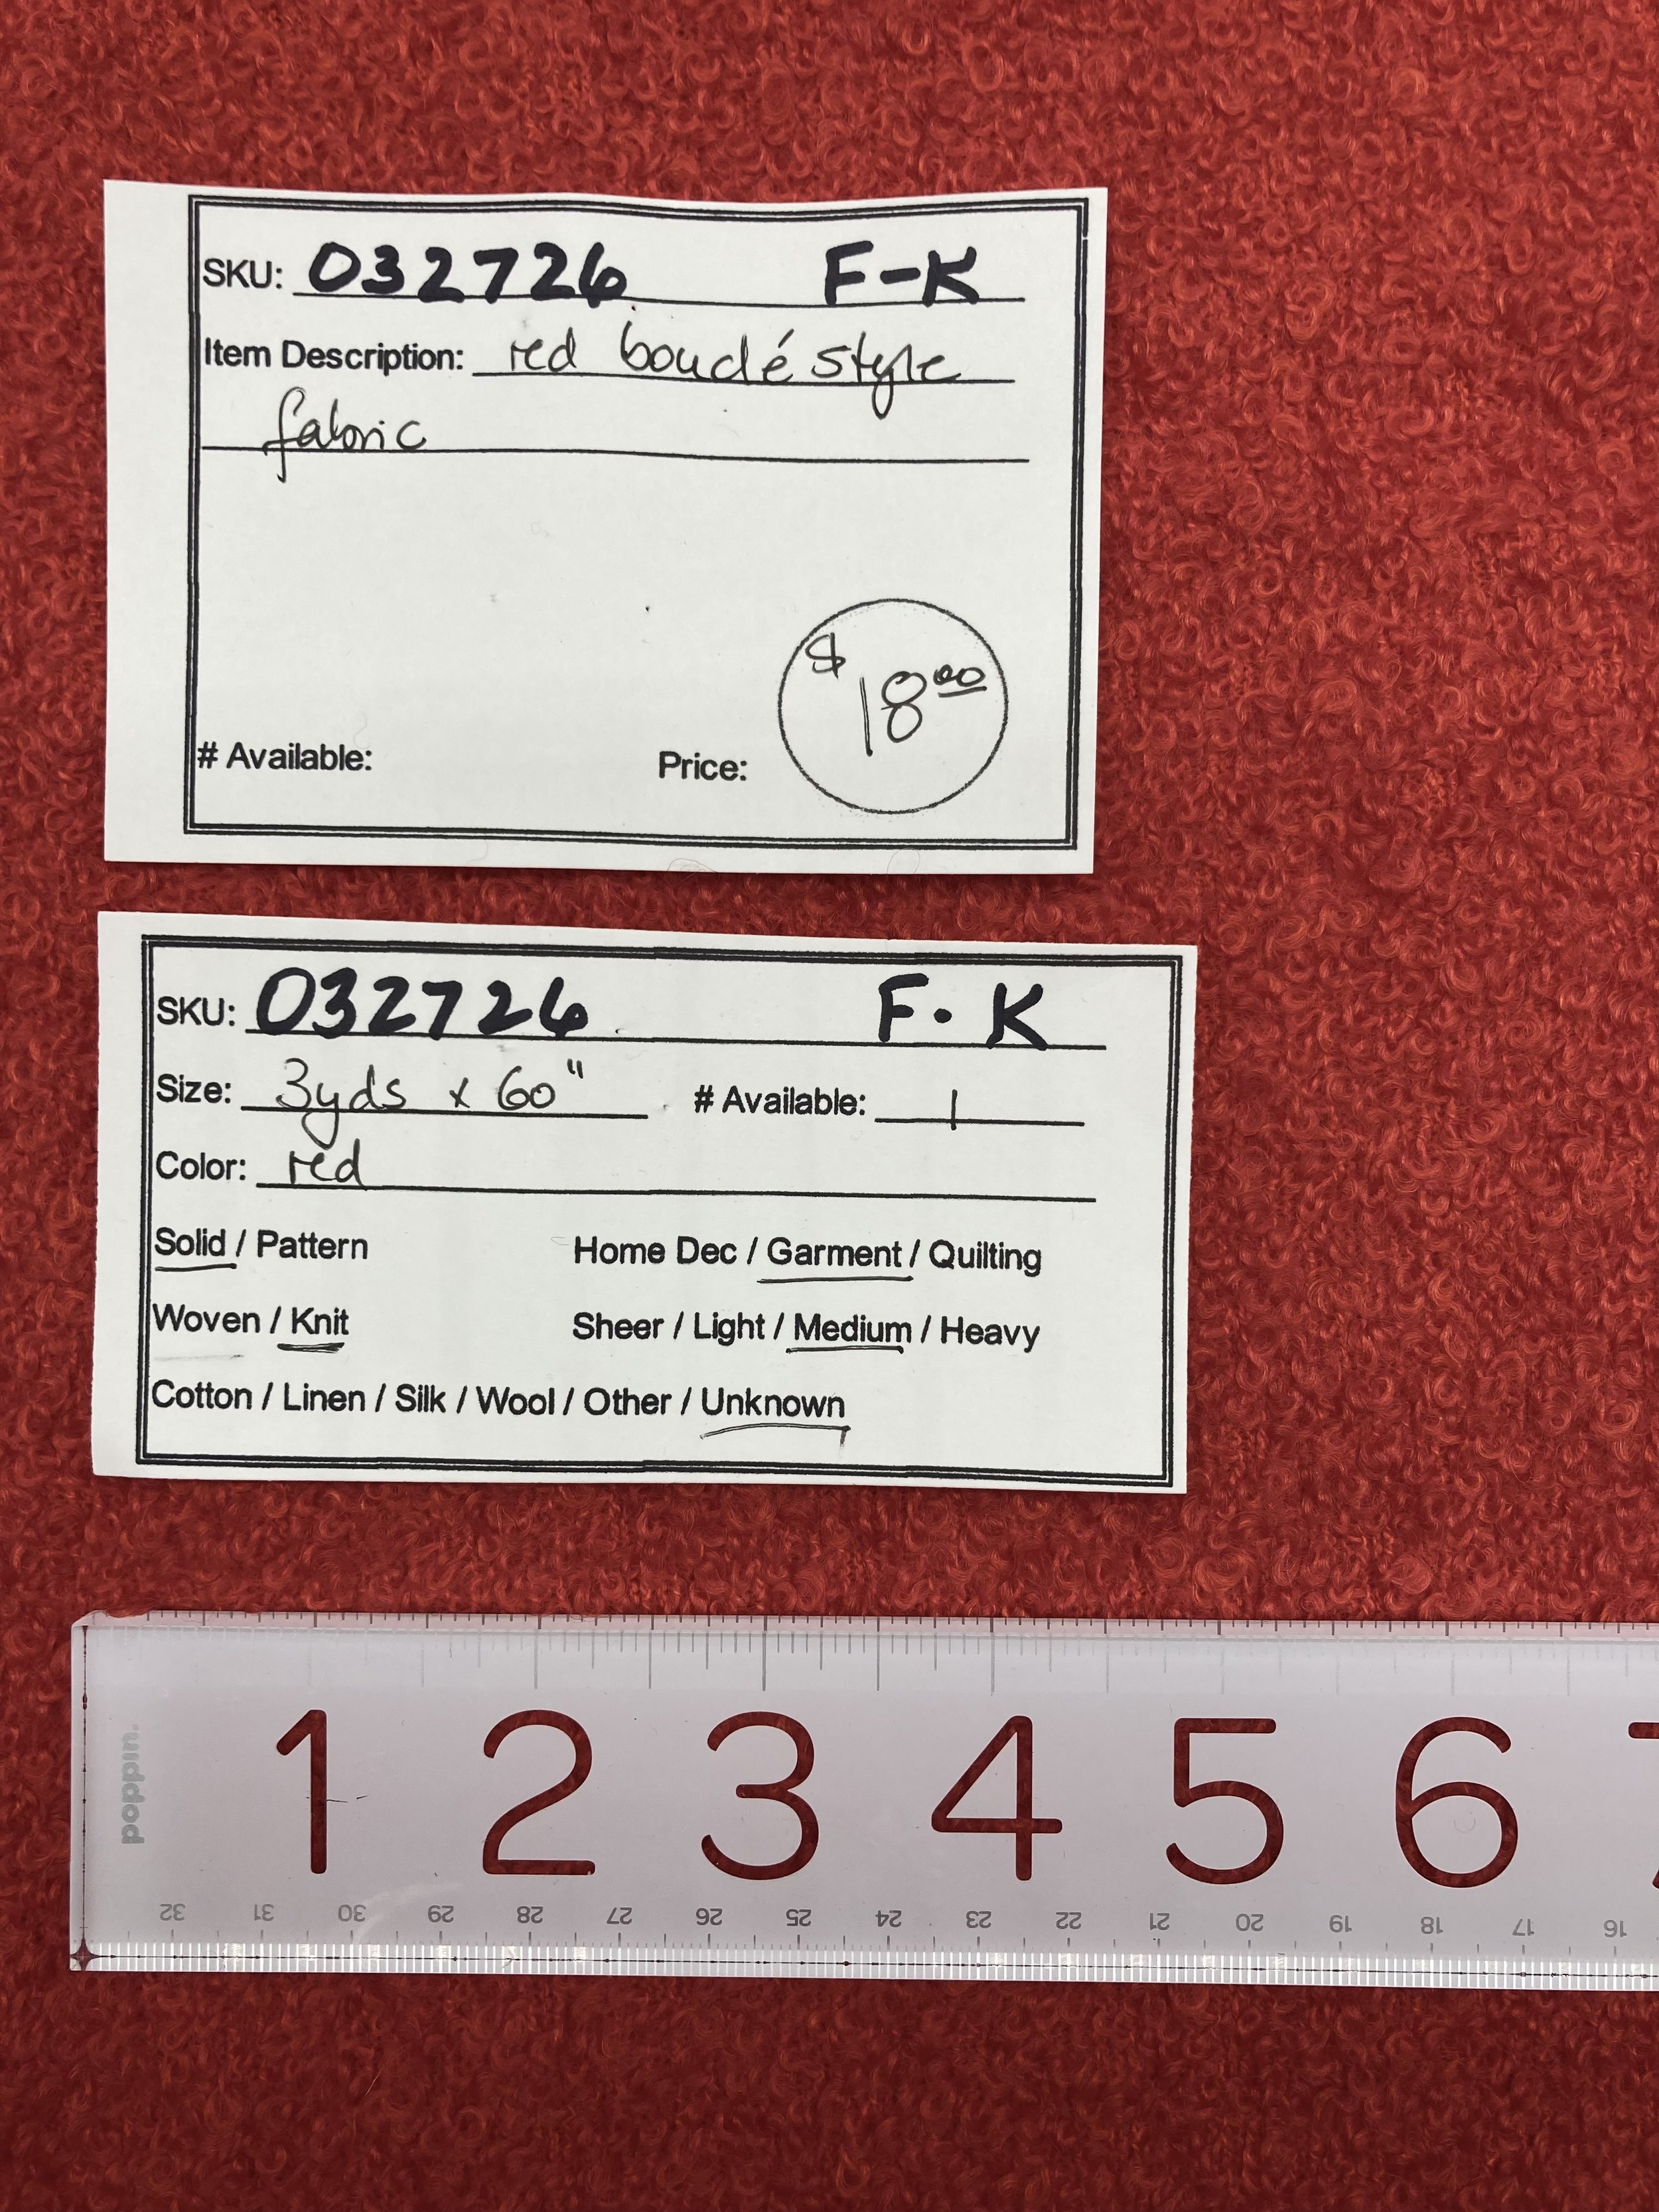 SKU: 032726 F-K
Item Description: red bouclé style
fabric
$ 18.00
# Available: Price:
SKU: 032726 F.K
Size: 3yds x 60" # Available: 1
Color: red
Solid / Pattern Home Dec / Garment / Quilting
Woven / Knit Sheer / Light / Medium / Heavy
Cotton / Linen / Silk / Wool / Other / Unknown
1 2 3 4 5 6 7
poppin.
32 31 30 29 28 27 26 25 24 23 22 21 20 19 18 17 16